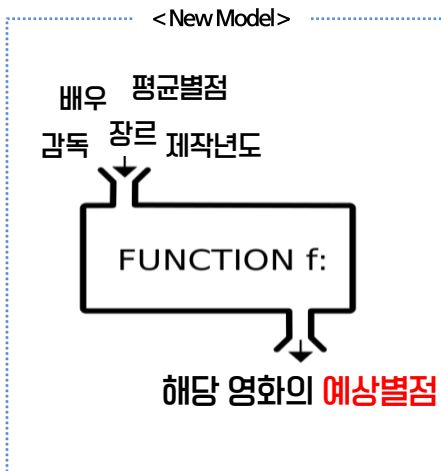 < New Model >
배우 평균별점
감독 장르 제작년도
FUNCTION f:
해당 영화의 예상별점